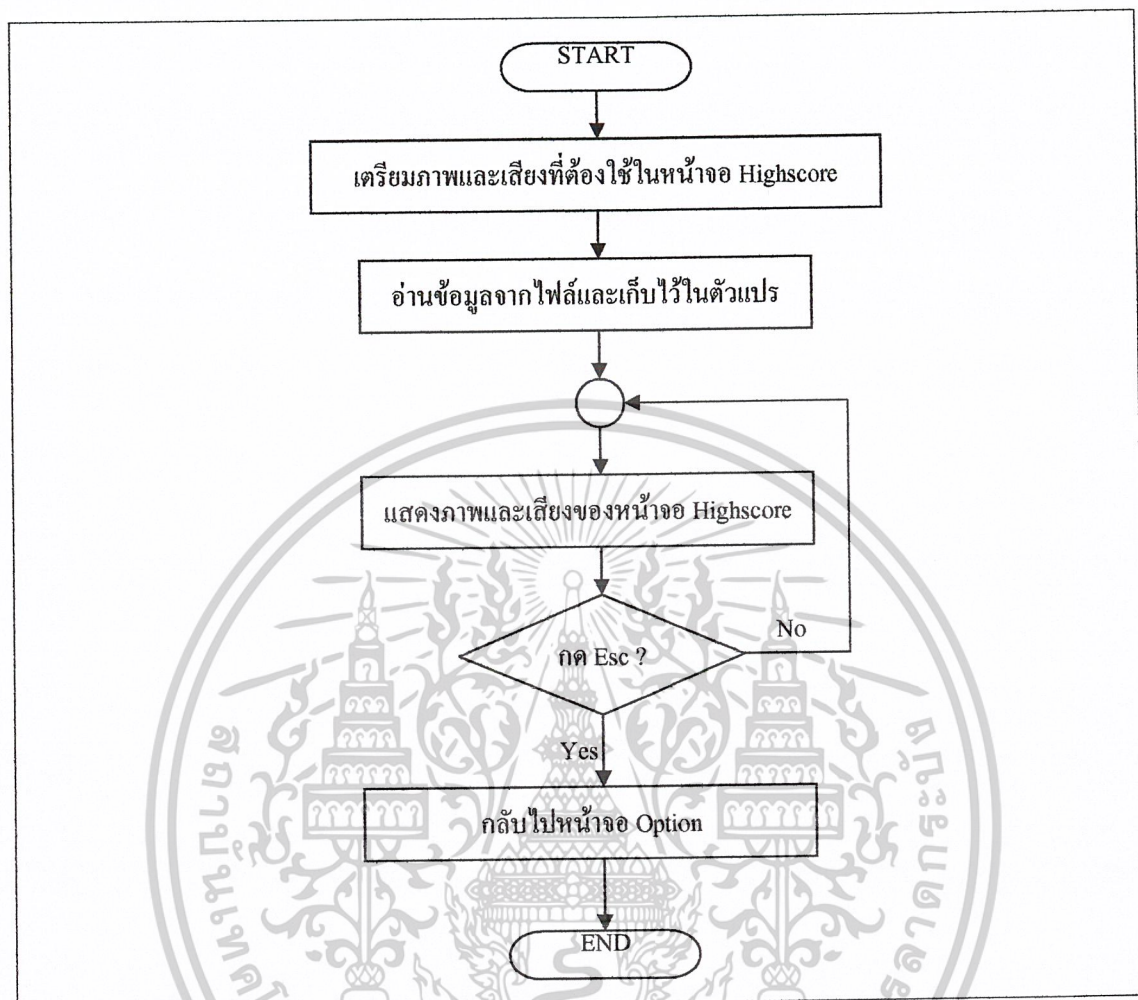 START
เตรียมภาพและเสียงที่ต้องใช้ในหน้าจอ Highscore
อ่านข้อมูลจากไฟล์และเก็บไว้ในตัวแปร
แสดงภาพและเสียงของหน้าจอ Highscore
กด Esc ?
No
Yes
กลับไปหน้าจอ Option
END